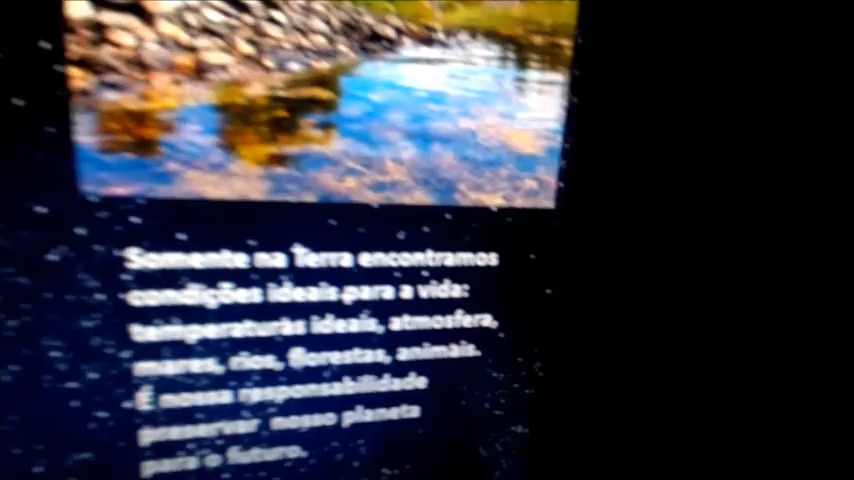 Somente na Terra encontramos
condições ideais para a vida:
temperaturas ideais, atmosfera,
mares, rios, florestas, animais.
É nossa responsabilidade
preservar nosso planeta
para o futuro.